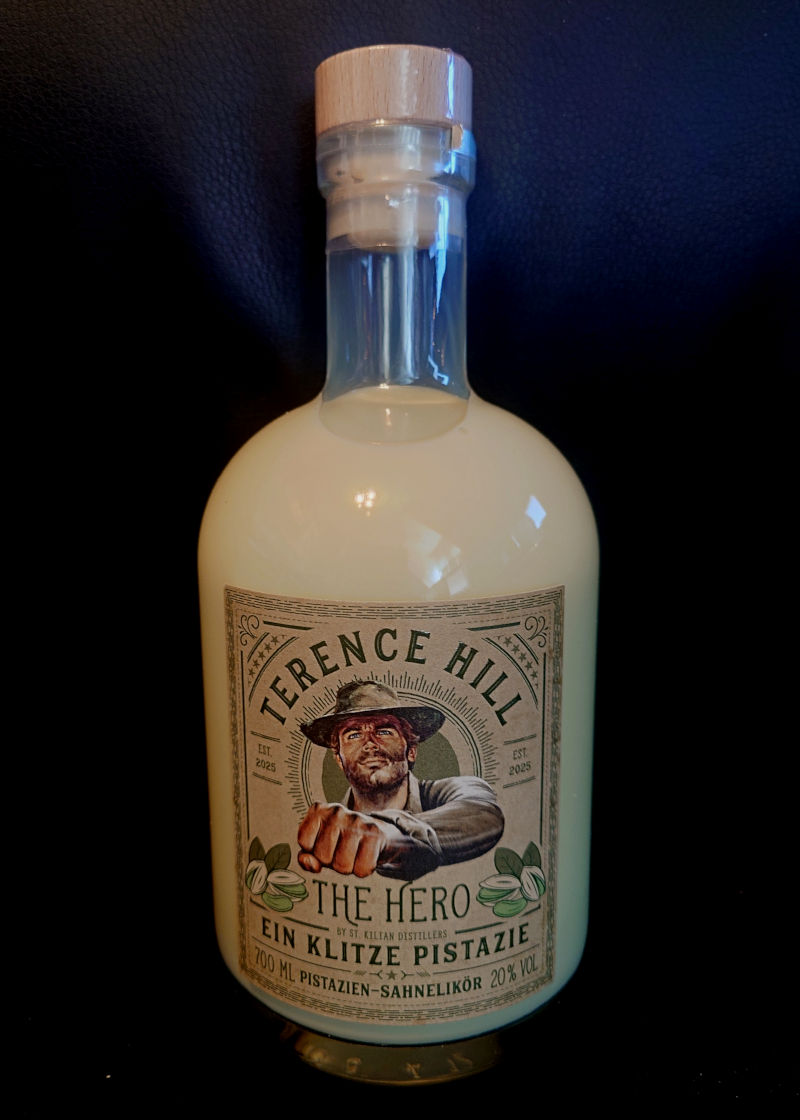 TERENCE HILL
EST. 2025
EST. 2025
THE HERO
BY ST. KILIAN DISTILLERS
EIN KLITZE PISTAZIE
700 ML PISTAZIEN-SAHNELIKÖR 20% VOL